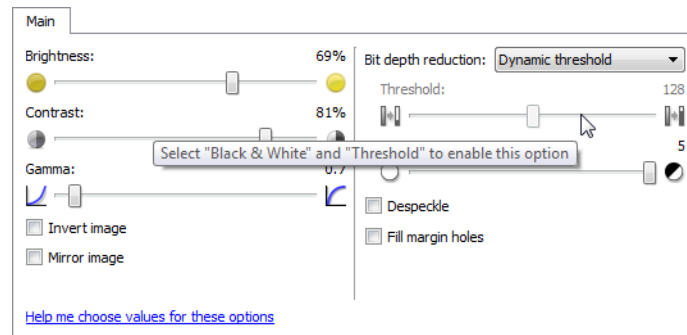 Main
Brightness: 69%
Bit depth reduction: Dynamic threshold
Threshold: 128
Contrast: 81%
Select "Black & White" and "Threshold" to enable this option
5
Gamma: 0.7
Despeckle
Invert image
Fill margin holes
Mirror image
Help me choose values for these options